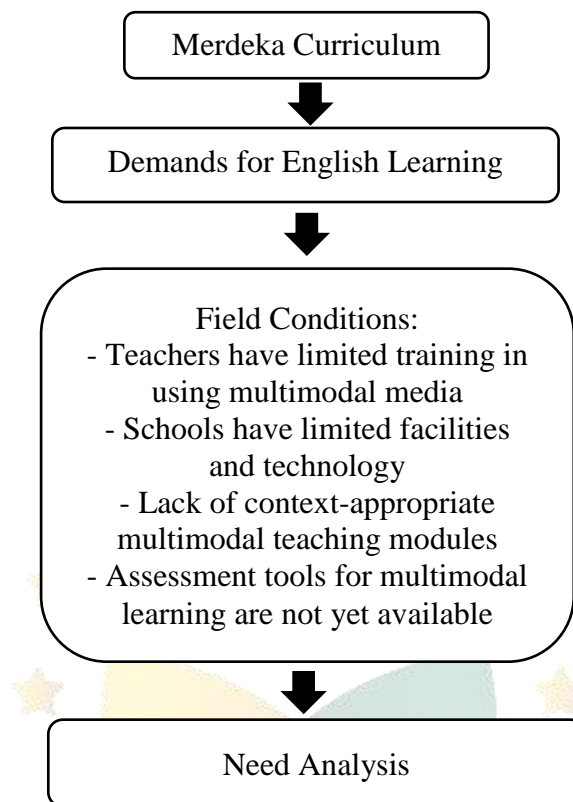 Merdeka Curriculum
Demands for English Learning
Field Conditions:
- Teachers have limited training in
using multimodal media
- Schools have limited facilities
and technology
- Lack of context-appropriate
multimodal teaching modules
- Assessment tools for multimodal
learning are not yet available
Need Analysis